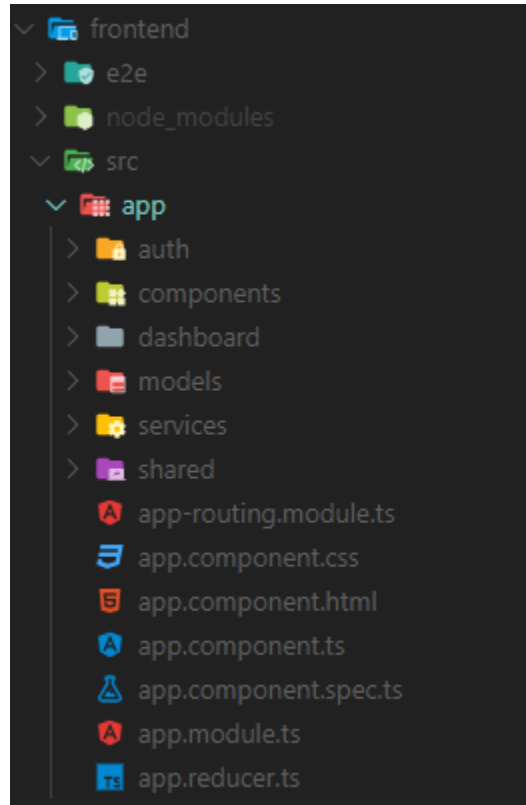 frontend
e2e
node_modules
src
app
auth
components
dashboard
models
services
shared
app-routing.module.ts
app.component.css
app.component.html
app.component.ts
app.component.spec.ts
app.module.ts
TS app.reducer.ts